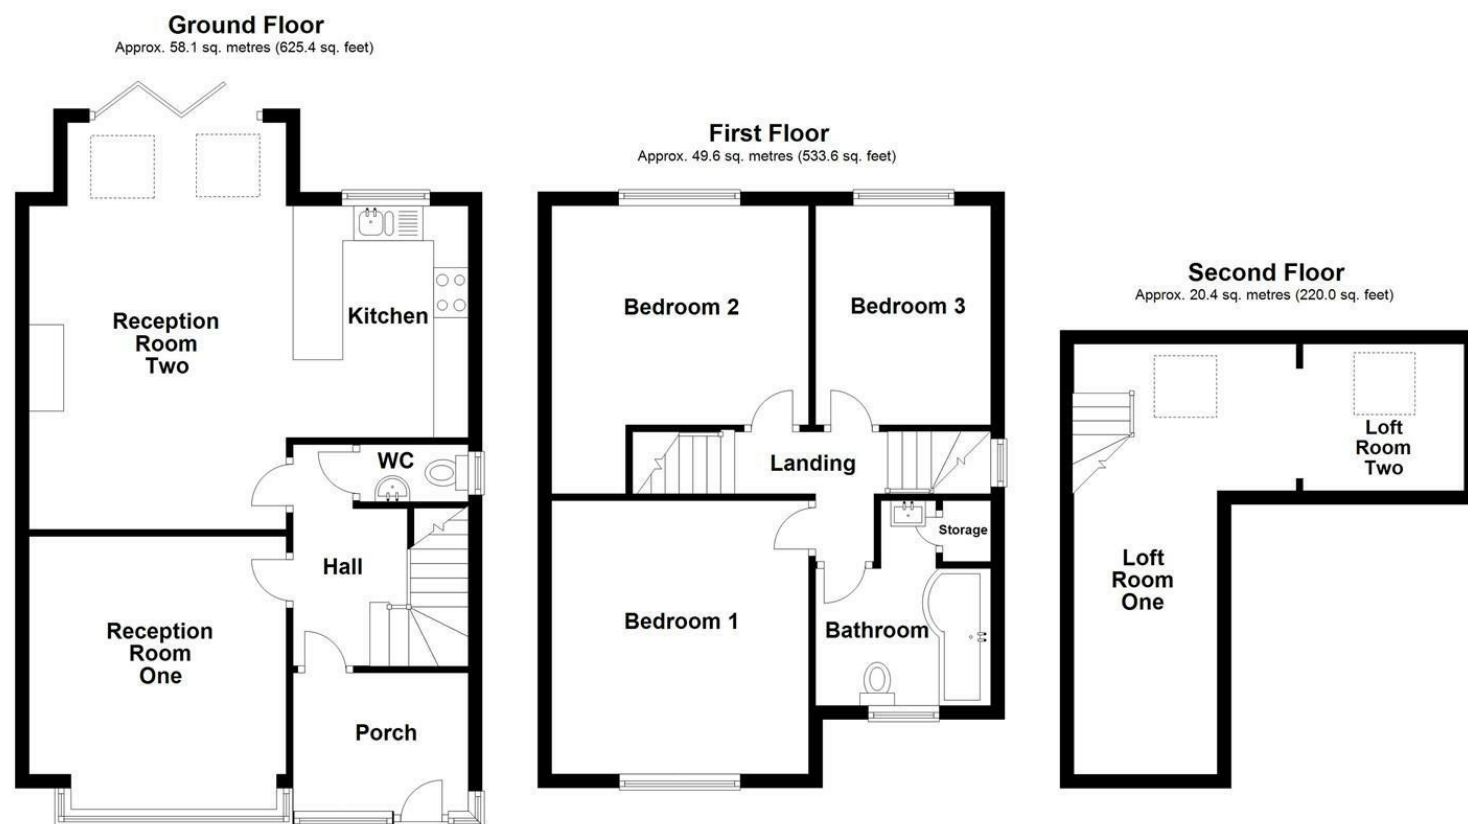 Ground Floor
Approx. 58.1 sq. metres (625.4 sq. feet)
Reception
Room
Two
Kitchen
WC
Hall
Reception
Room
One
Porch
First Floor
Approx. 49.6 sq. metres (533.6 sq. feet)
Bedroom 2
Bedroom 3
Landing
Storage
Bedroom 1
Bathroom
Second Floor
Approx. 20.4 sq. metres (220.0 sq. feet)
Loft
Room
Two
Loft
Room
One